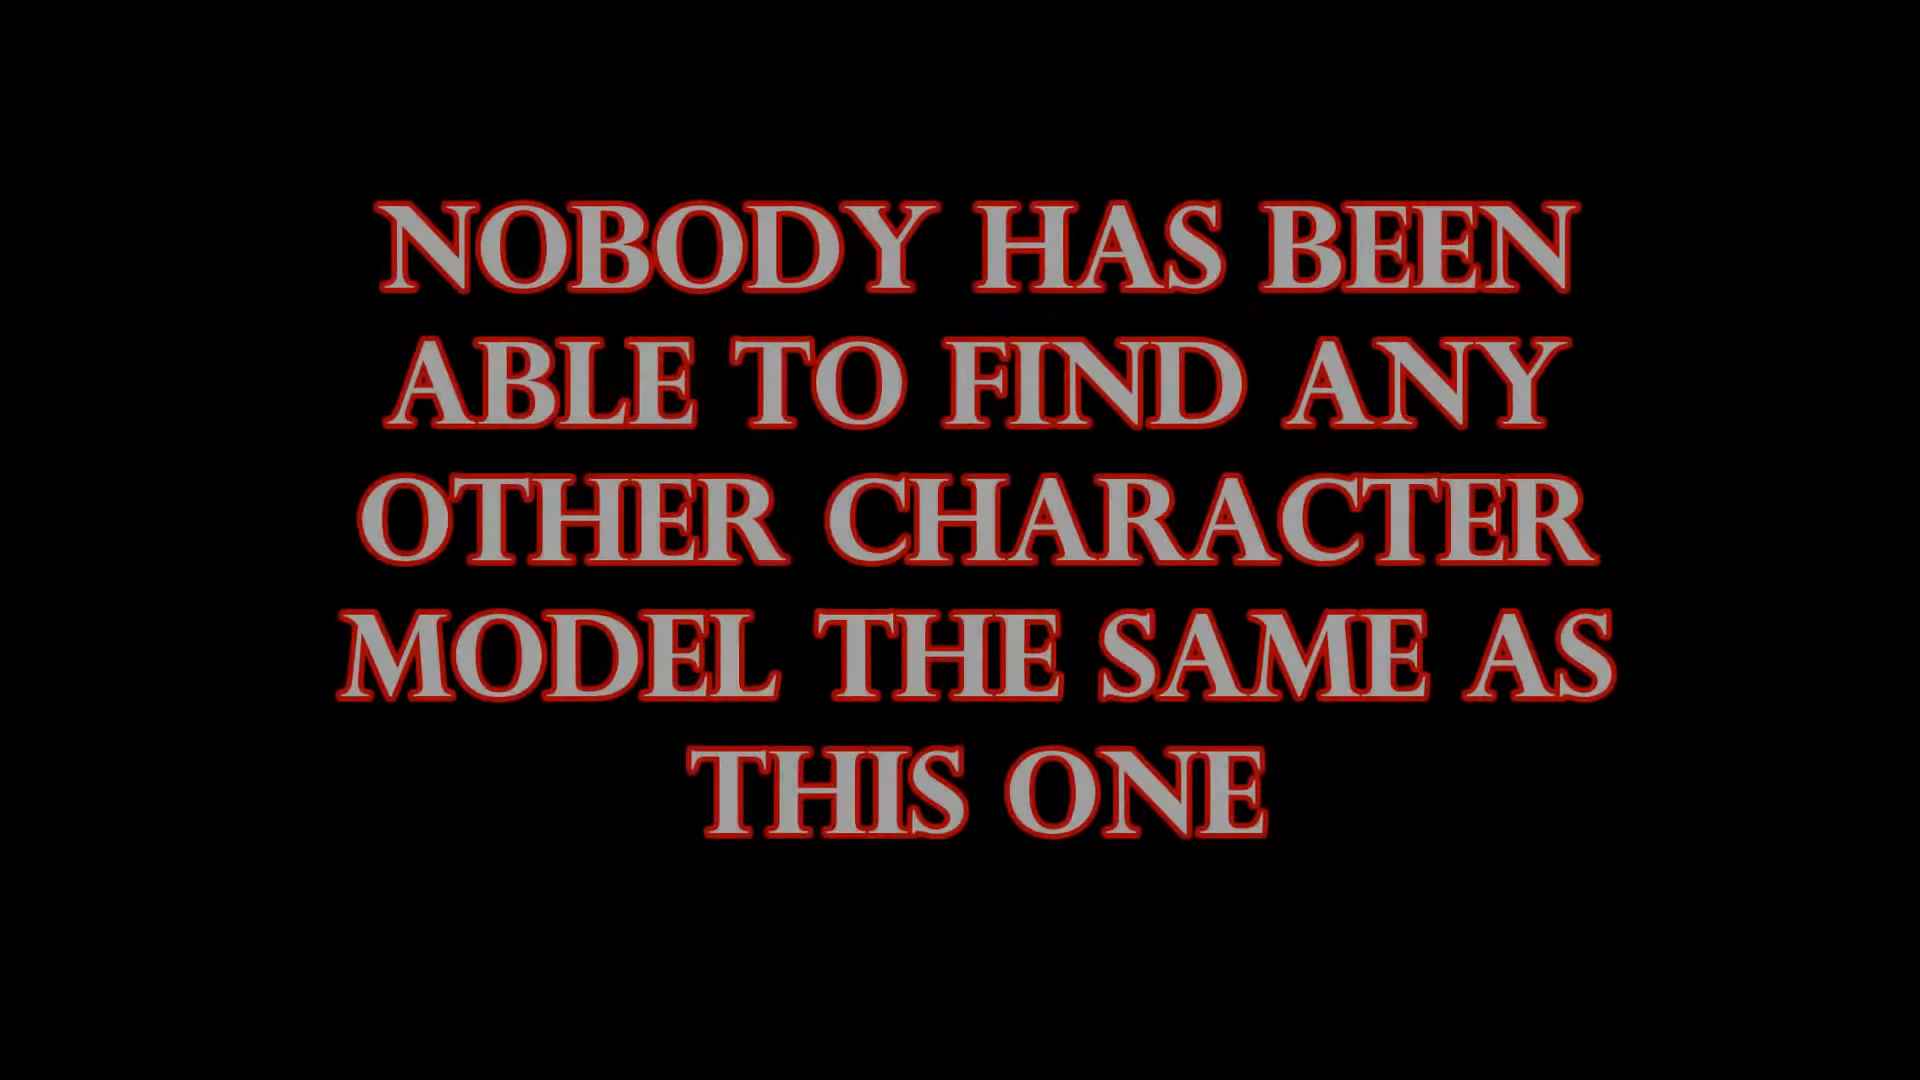 NOBODY HAS BEEN
ABLE TO FIND ANY
OTHER CHARACTER
MODEL THE SAME AS
THIS ONE